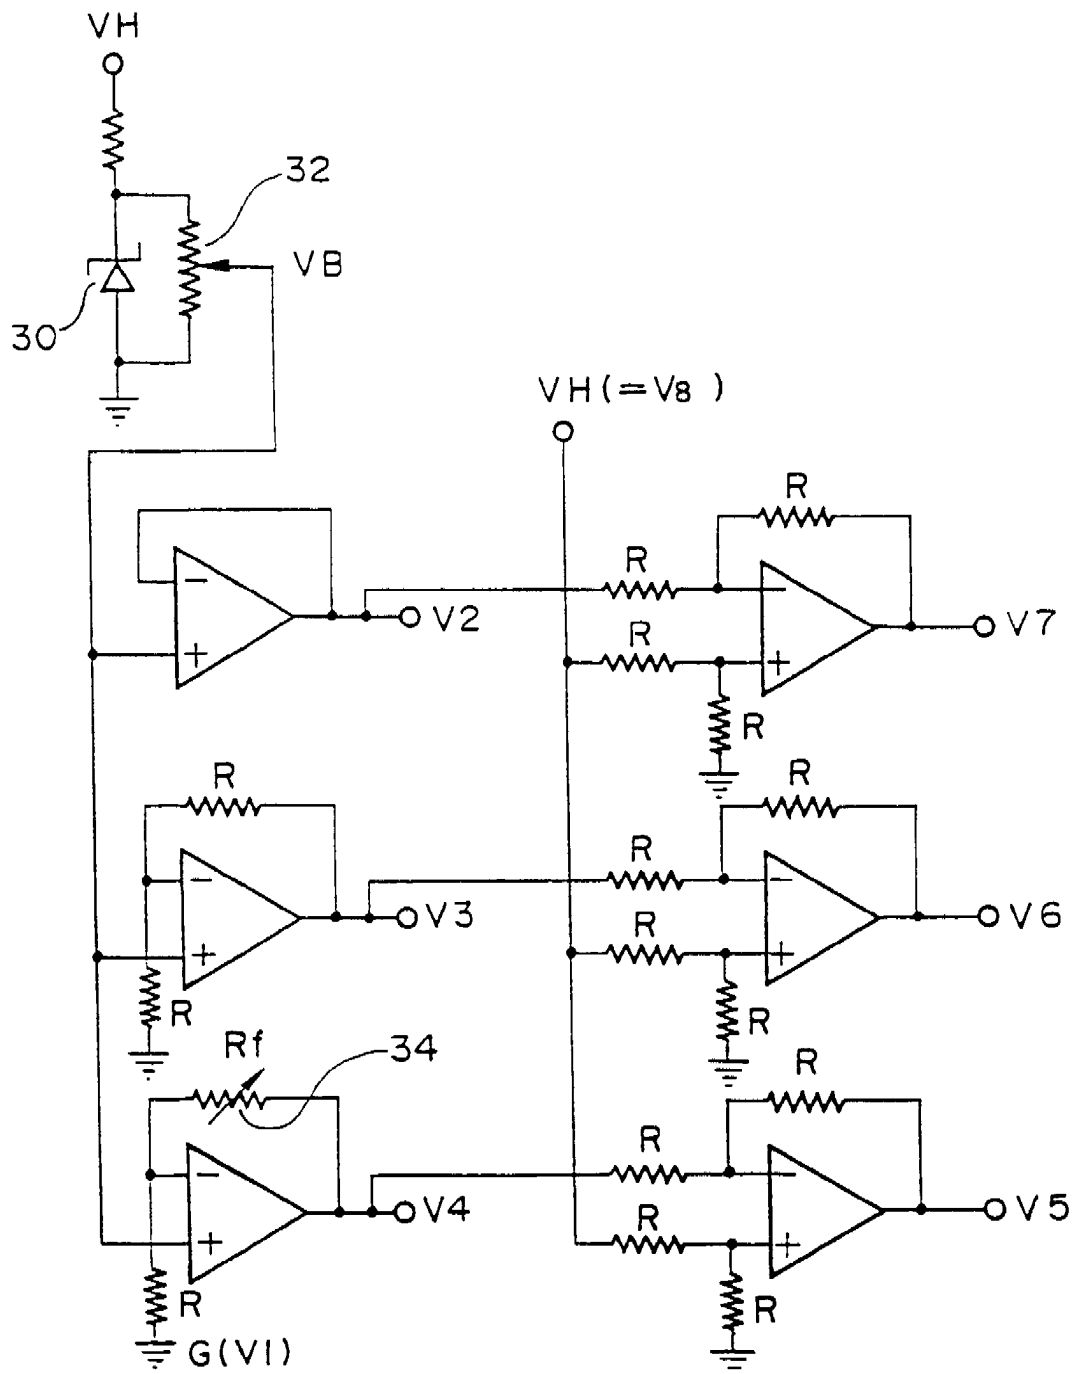 VH
32
VB
30
VH(=V8 )
R
R
−
V2
V7
R
+
+
R
R
R
R
−
−
V3
V6
R
+
+
R
R
Rf
34
R
R
−
−
V4
V5
R
+
+
R
R
G(V1)